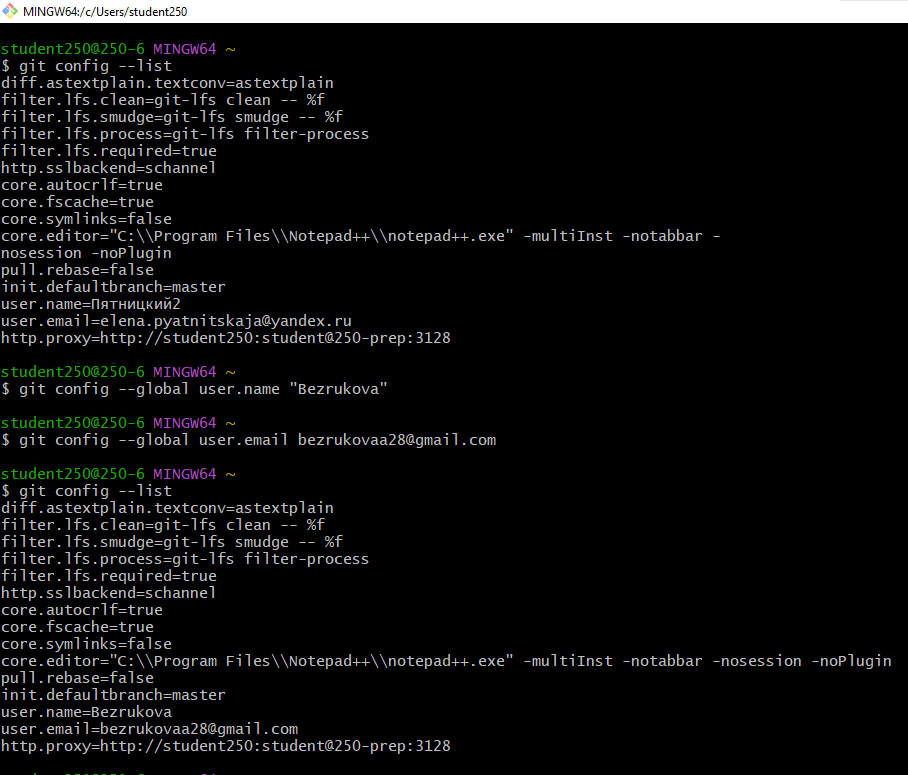 MINGW64:/c/Users/student250
student250@250-6 MINGW64 ~
$ git config --list
diff.astextplain.textconv=astextplain
filter.lfs.clean=git-lfs clean -- %f
filter.lfs.smudge=git-lfs smudge -- %f
filter.lfs.process=git-lfs filter-process
filter.lfs.required=true
http.sslbackend=schannel
core.autocrlf=true
core.fscache=true
core.symlinks=false
core.editor="C:\\Program Files\\Notepad++\\notepad++.exe" -multiInst -notabbar -
nosession -noPlugin
pull.rebase=false
init.defaultbranch=master
user.name=Пятницкий2
user.email=elena.pyatnitskaja@yandex.ru
http.proxy=http://student250:student@250-prep:3128
student250@250-6 MINGW64 ~
$ git config --global user.name "Bezrukova"
student250@250-6 MINGW64 ~
$ git config --global user.email bezrukovaa28@gmail.com
student250@250-6 MINGW64 ~
$ git config --list
diff.astextplain.textconv=astextplain
filter.lfs.clean=git-lfs clean -- %f
filter.lfs.smudge=git-lfs smudge -- %f
filter.lfs.process=git-lfs filter-process
filter.lfs.required=true
http.sslbackend=schannel
core.autocrlf=true
core.fscache=true
core.symlinks=false
core.editor="C:\\Program Files\\Notepad++\\notepad++.exe" -multiInst -notabbar -nosession -noPlugin
pull.rebase=false
init.defaultbranch=master
user.name=Bezrukova
user.email=bezrukovaa28@gmail.com
http.proxy=http://student250:student@250-prep:3128